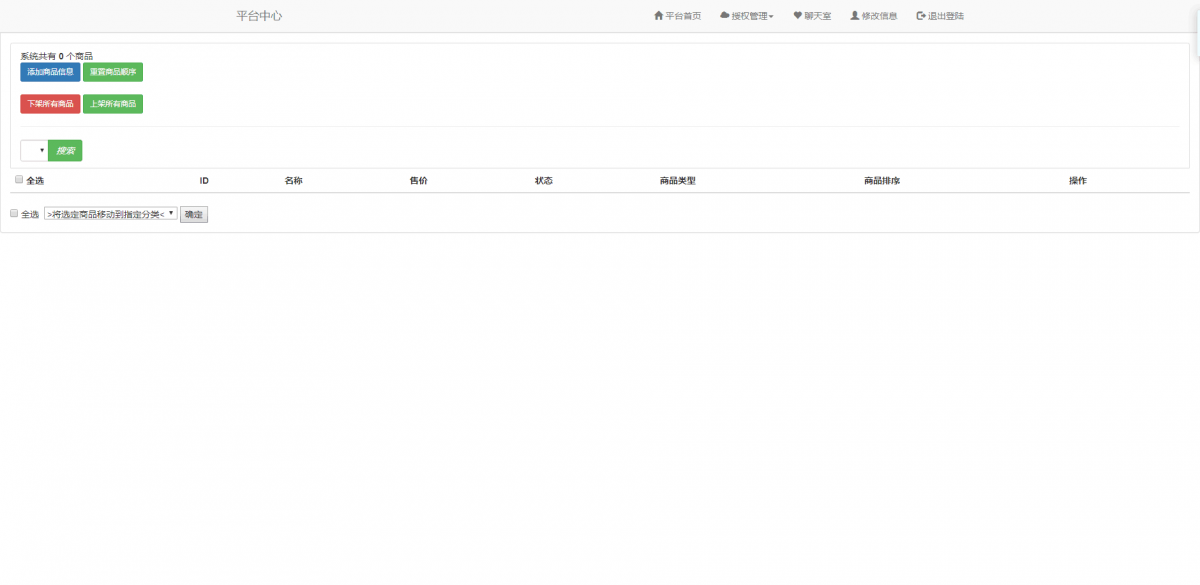 平台中心 平台首页 授权管理 聊天室 修改信息 退出登陆
系统共有 0 个商品
添加商品信息 重置商品顺序
下架所有商品 上架所有商品
搜索
全选 ID 名称 售价 状态 商品类型 商品排序 操作
全选 >将选定商品移动到指定分类< 确定